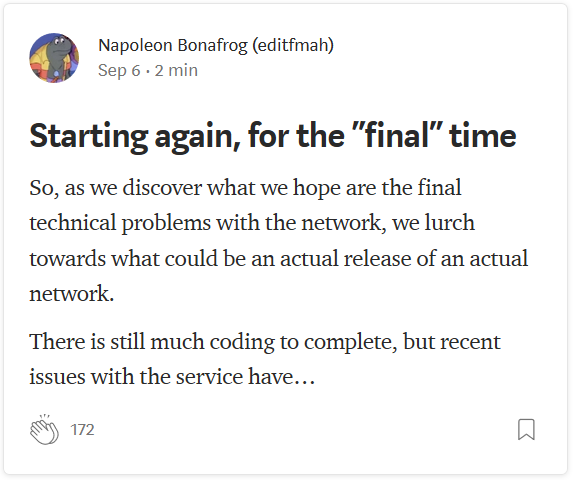 Napoleon Bonafrog (editfmah)
Sep 6 · 2 min
Starting again, for the ”final” time
So, as we discover what we hope are the final
technical problems with the network, we lurch
towards what could be an actual release of an actual
network.
There is still much coding to complete, but recent
issues with the service have…
172